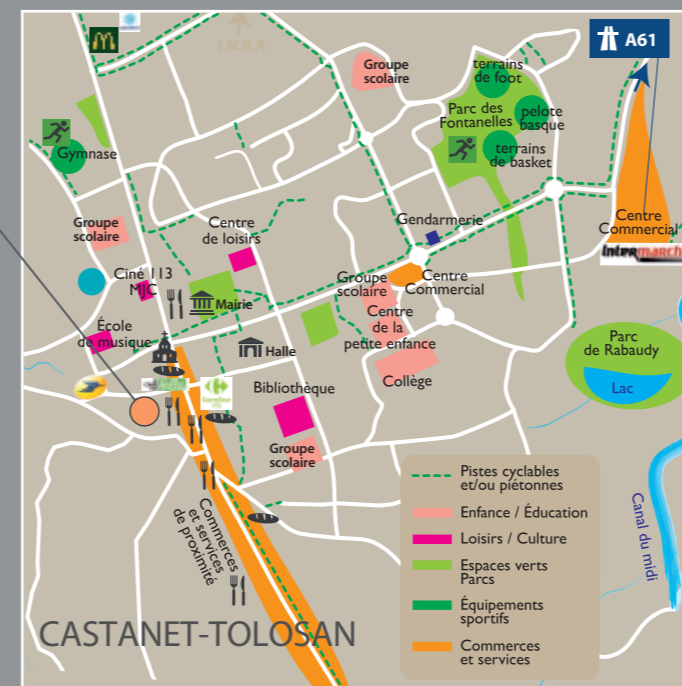 I.N.R.A
A61
Groupe
scolaire
terrains
de foot
Parc des
Fontanelles
pelote
basque
terrains
de basket
Gymnase
Groupe
scolaire
Centre
de loisirs
Gendarmerie
Centre
Commercial
Ciné 113
MJC
Mairie
Groupe
scolaire
Centre
Commercial
Centre
de la
petite enfance
École
de musique
Halle
Collège
Parc
de Rabaudy
Lac
Bibliothèque
Groupe
scolaire
Commerces
et services
de proximité
Canal du midi
Pistes cyclables
et/ou piétonnes
Enfance / Éducation
Loisirs / Culture
Espaces verts
Parcs
Équipements
sportifs
Commerces
et services
CASTANET-TOLOSAN